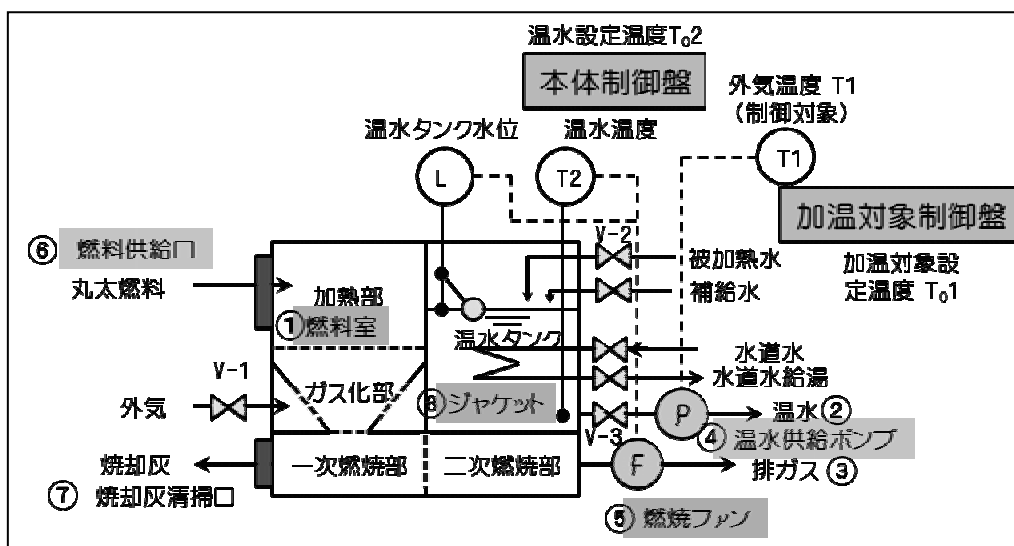 温水設定温度T₀2
本体制御盤
外気温度 T1
(制御対象)
温水タンク水位
温水温度
L
T2
T1
加温対象制御盤
加温対象設
定温度 T₀1
⑥ 燃料供給口
丸太燃料
加熱部
①燃料室
V-2
被加熱水
補給水
温水タンク
水道水
水道水給湯
V-1
外気
ガス化部
⑧ジャケット
V-3
P
温水②
④ 温水供給ポンプ
焼却灰
一次燃焼部
二次燃焼部
F
排ガス③
⑦ 焼却灰清掃口
⑤ 燃焼ファン